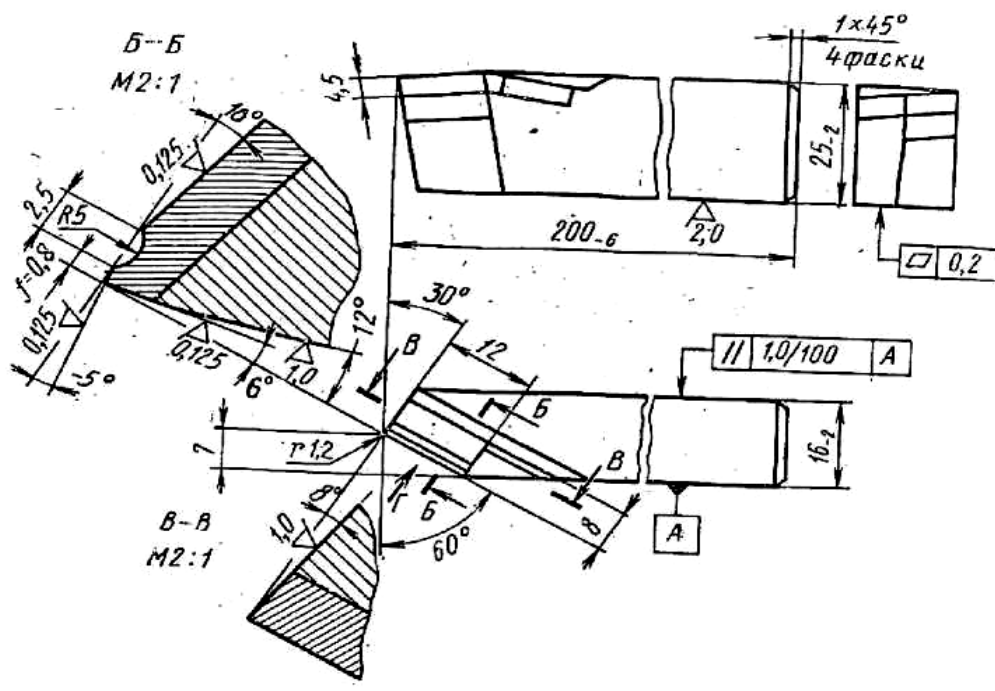 Б--Б
М2:1
1×45°
4 фаски
4,5
10°
0,125
25₋₂
2,5
R5
2,0
200₋₆
⏥ 0,2
f=0,8
0,125
30°
12°
В
12
// 1,0/100 А
0,125
1,0
-5°
6°
Б
16₋₂
7
r1,2
В
8°
Г
Б
8
А
В-В
М2:1
1,0
60°